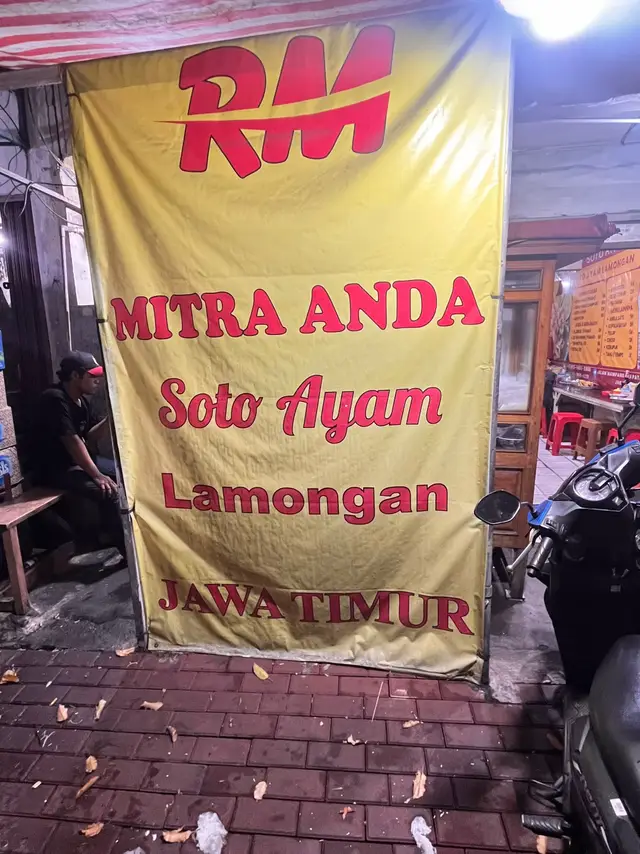 RM
MITRA ANDA
Soto Ayam
Lamongan
JAWA TIMUR